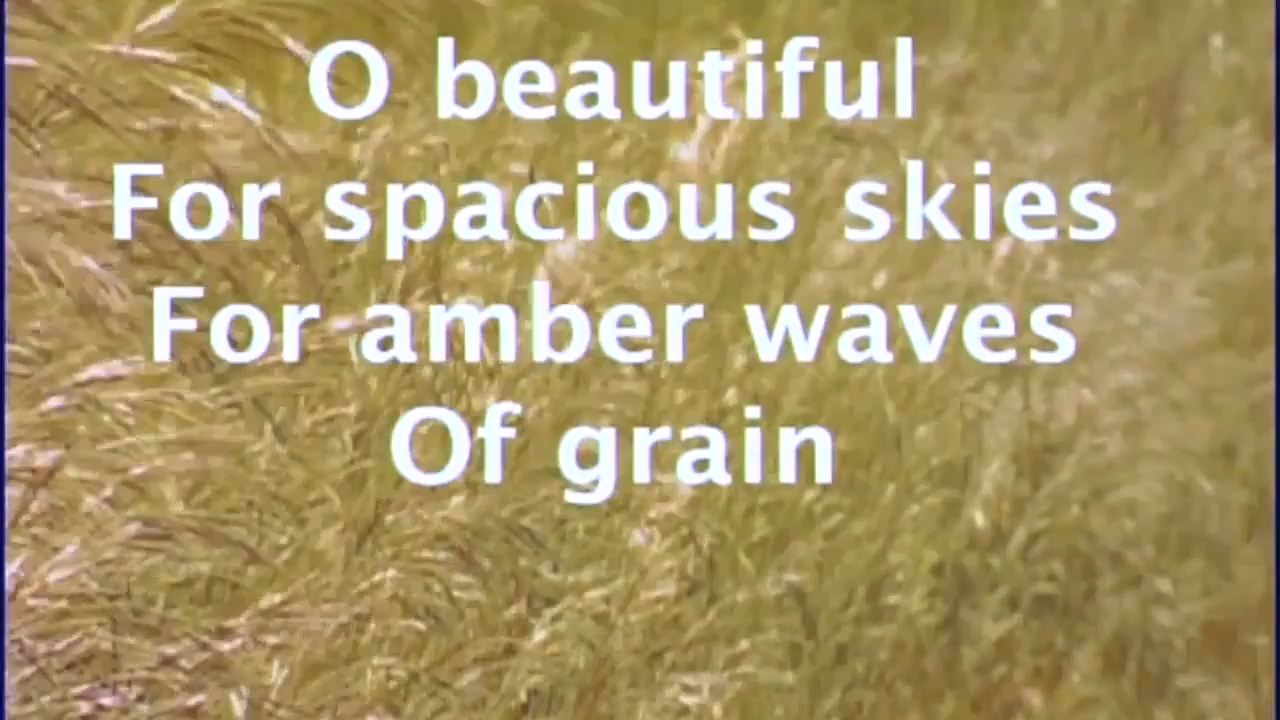 O beautiful
For spacious skies
For amber waves
Of grain